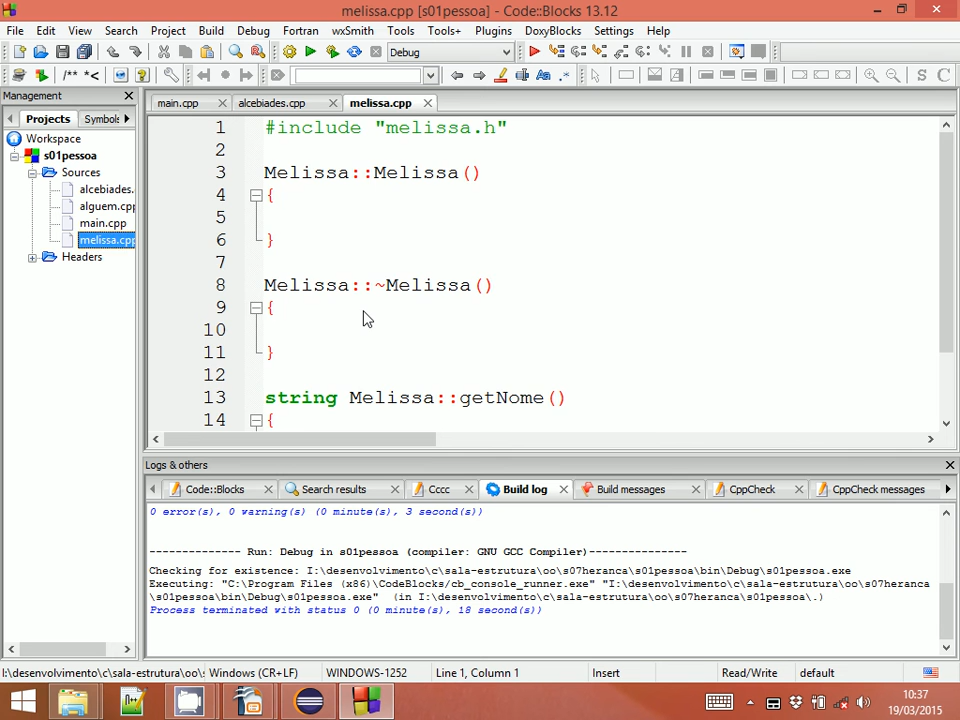 melissa.cpp [s01pessoa] - Code::Blocks 13.12
File Edit View Search Project Build Debug Fortran wxSmith Tools Tools+ Plugins DoxyBlocks Settings Help
Debug
/** *<
Aa .* S C
Management
Projects Symbols
main.cpp alcebiades.cpp melissa.cpp
Workspace
s01pessoa
Sources
alcebiades.
alguem.cpp
main.cpp
melissa.cpp
Headers
1 #include "melissa.h"
2
3 Melissa::Melissa()
4 {
5
6 }
7
8 Melissa::~Melissa()
9 {
10
11 }
12
13 string Melissa::getNome()
14 {
Logs & others
Code::Blocks Search results Cccc Build log Build messages CppCheck CppCheck messages
0 error(s), 0 warning(s) (0 minute(s), 3 second(s))
-------------- Run: Debug in s01pessoa (compiler: GNU GCC Compiler)---------------
Checking for existence: I:\desenvolvimento\c\sala-estrutura\oo\s07heranca\s01pessoa\bin\Debug\s01pessoa.exe
Executing: "C:\Program Files (x86)\CodeBlocks/cb_console_runner.exe" "I:\desenvolvimento\c\sala-estrutura\oo\s07heranca
\s01pessoa\bin\Debug\s01pessoa.exe"  (in I:\desenvolvimento\c\sala-estrutura\oo\s07heranca\s01pessoa\.)
Process terminated with status 0 (0 minute(s), 18 second(s))
I:\desenvolvimento\c\sala-estrutura\oo\s Windows (CR+LF) WINDOWS-1252 Line 1, Column 1 Insert Read/Write default
10:37
19/03/2015